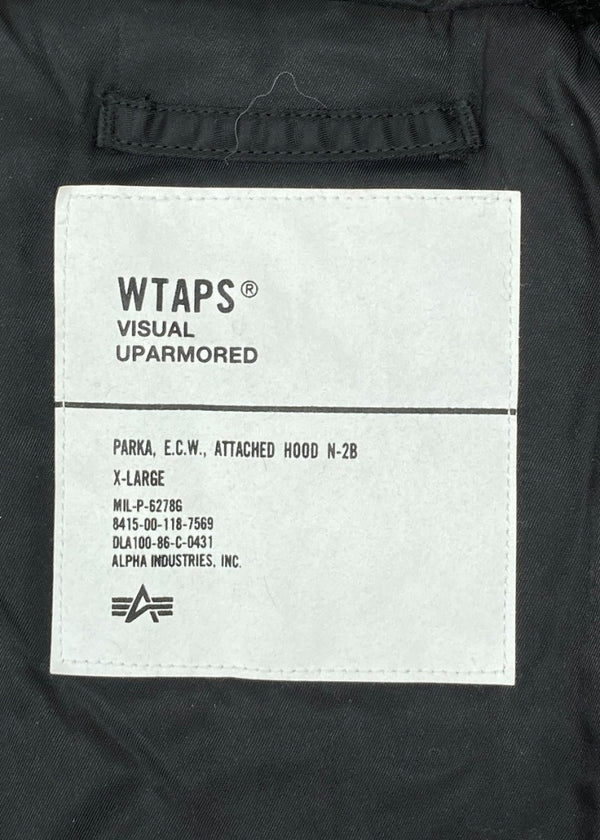 WTAPS®
VISUAL
UPARMORED
PARKA, E.C.W., ATTACHED HOOD N-2B
X-LARGE
MIL-P-6278G
8415-00-118-7569
DLA100-86-C-0431
ALPHA INDUSTRIES, INC.